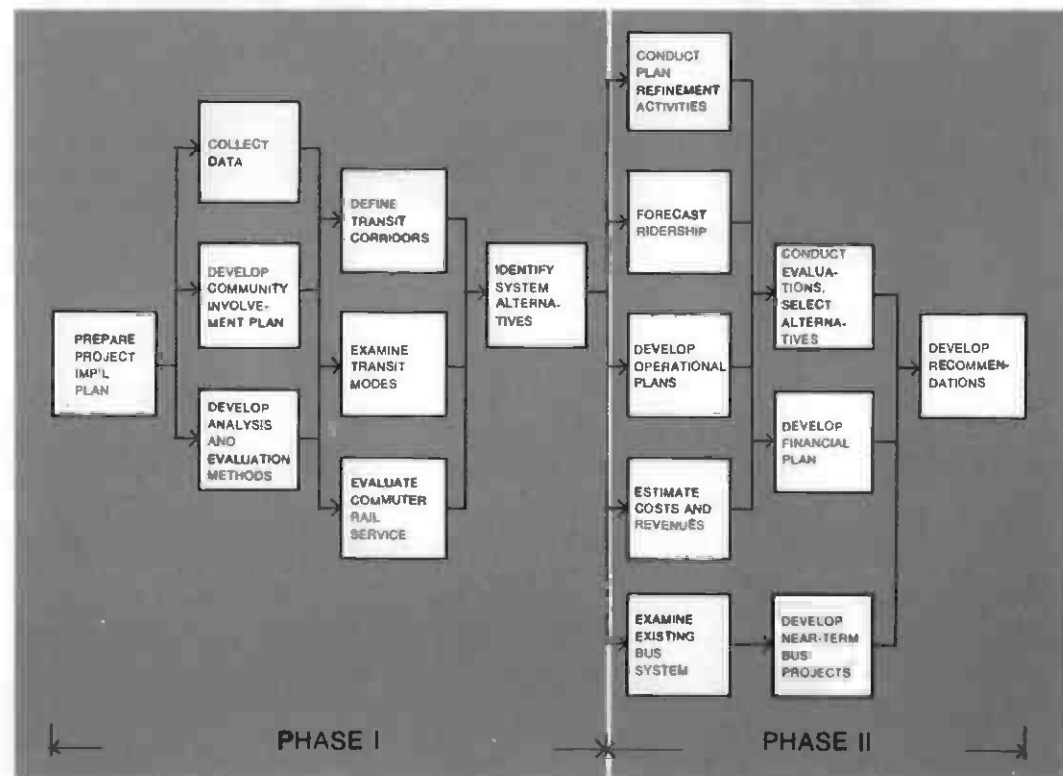 PREPARE
PROJECT
IMP'L
PLAN
COLLECT
DATA
DEVELOP
COMMUNITY
INVOLVE-
MENT PLAN
DEVELOP
ANALYSIS
AND
EVALUATION
METHODS
DEFINE
TRANSIT
CORRIDORS
EXAMINE
TRANSIT
MODES
EVALUATE
COMMUTER
RAIL
SERVICE
IDENTIFY
SYSTEM
ALTERNA-
TIVES
CONDUCT
PLAN
REFINEMENT
ACTIVITIES
FORECAST
RIDERSHIP
DEVELOP
OPERATIONAL
PLANS
ESTIMATE
COSTS AND
REVENUES
EXAMINE
EXISTING
BUS
SYSTEM
CONDUCT
EVALUA-
TIONS,
SELECT
ALTERNA-
TIVES
DEVELOP
FINANCIAL
PLAN
DEVELOP
NEAR-TERM
BUS
PROJECTS
DEVELOP
RECOMMEN-
DATIONS
PHASE I
PHASE II